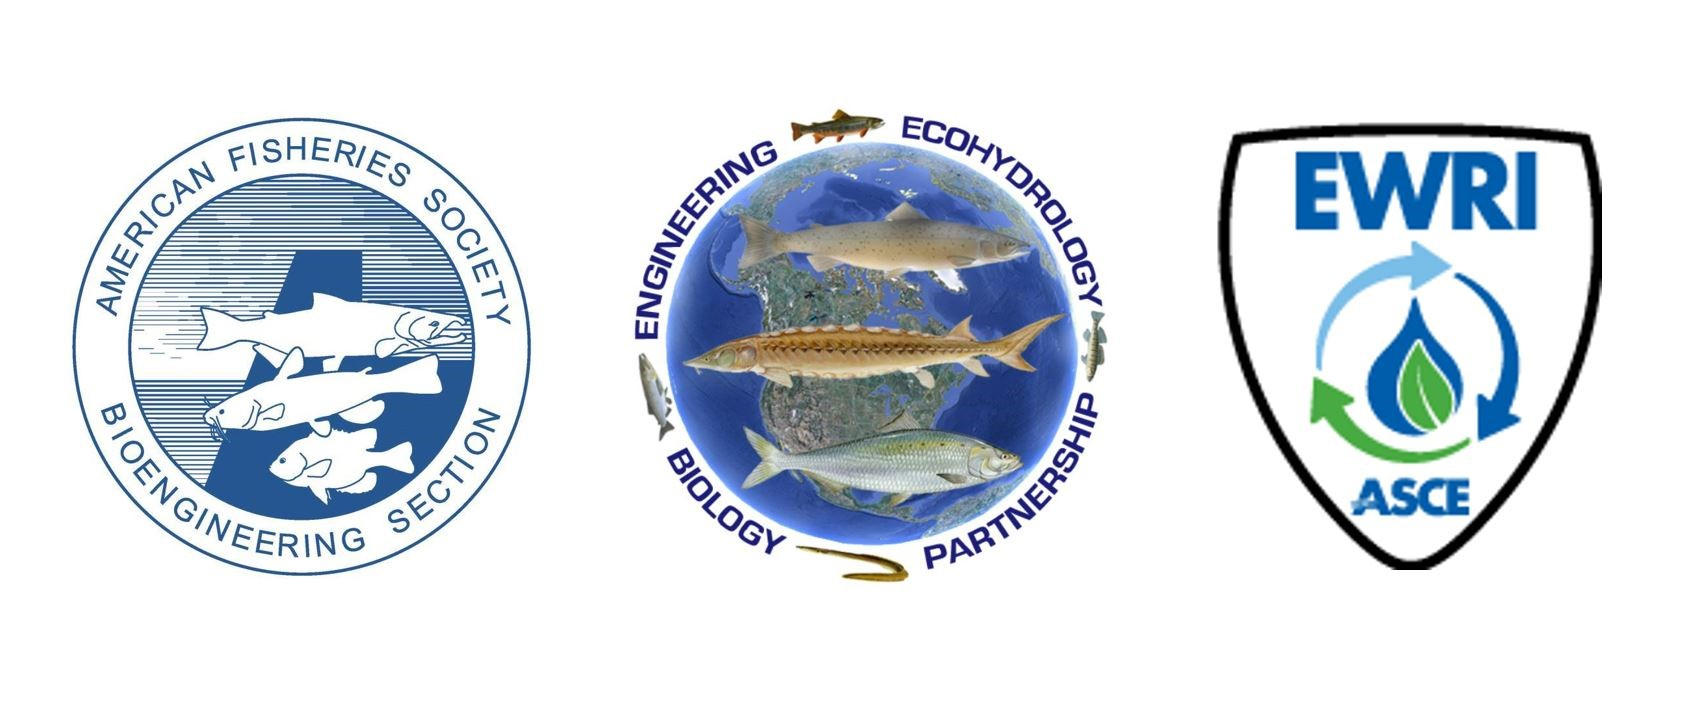 AMERICAN FISHERIES SOCIETY
BIOENGINEERING SECTION
ENGINEERING
ECOHYDROLOGY
BIOLOGY
PARTNERSHIP
EWRI
ASCE